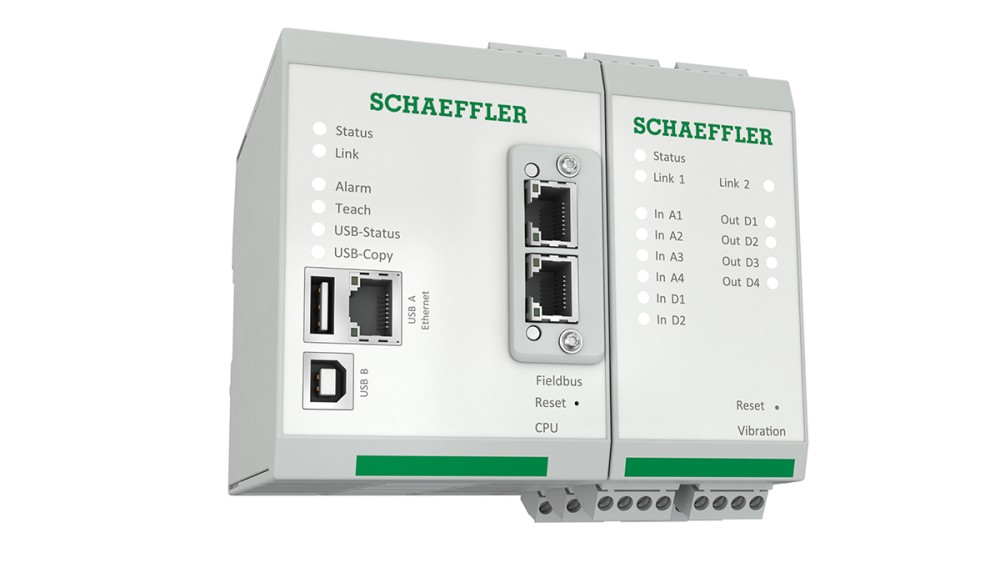 SCHAEFFLER
Status
Link
Alarm
Teach
USB-Status
USB-Copy
USB A
Ethernet
USB B
Fieldbus
Reset
CPU
SCHAEFFLER
Status
Link 1
Link 2
In A1
In A2
In A3
In A4
In D1
In D2
Out D1
Out D2
Out D3
Out D4
Reset
Vibration